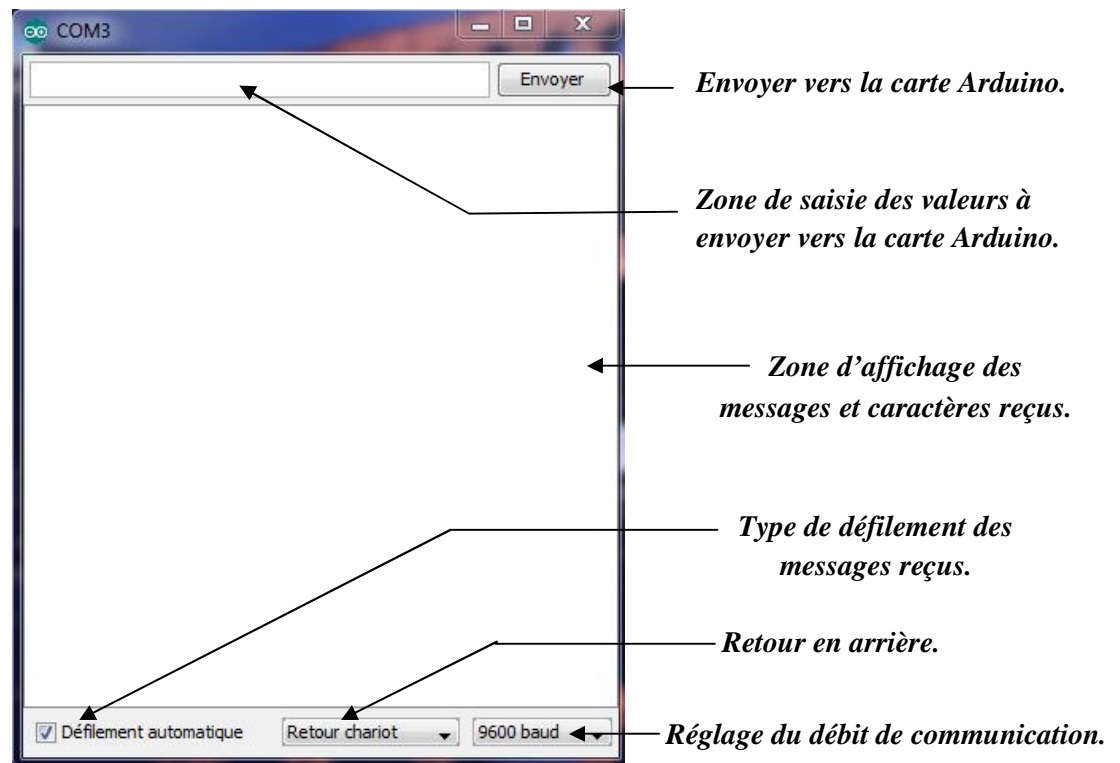 COM3
Envoyer
Envoyer vers la carte Arduino.
Zone de saisie des valeurs à
envoyer vers la carte Arduino.
Zone d’affichage des
messages et caractères reçus.
Type de défilement des
messages reçus.
Retour en arrière.
Défilement automatique
Retour chariot
9600 baud
Réglage du débit de communication.